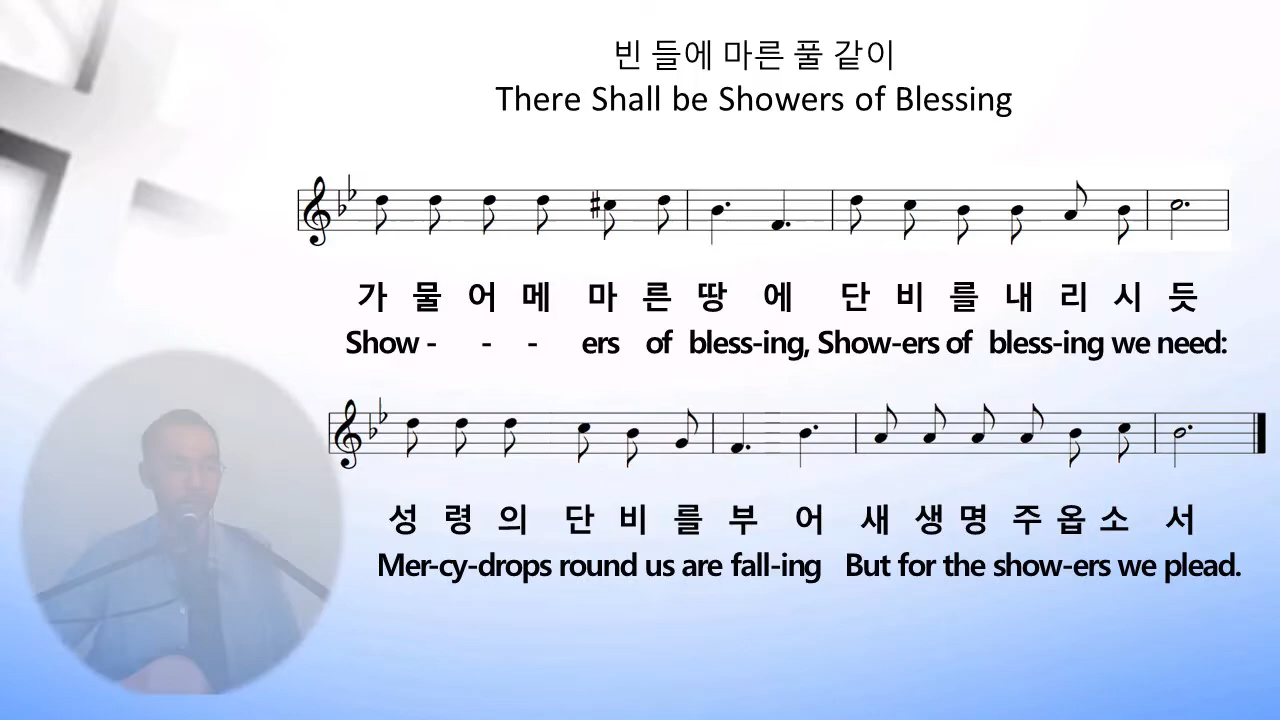 빈 들에 마른 풀 같이
There Shall be Showers of Blessing
가 물 어 메 마 른 땅 에 단 비 를 내 리 시 듯
Show - - - ers of bless-ing, Show-ers of bless-ing we need:
성 령 의 단 비 를 부 어 새 생 명 주 옵 소 서
Mer-cy-drops round us are fall-ing But for the show-ers we plead.